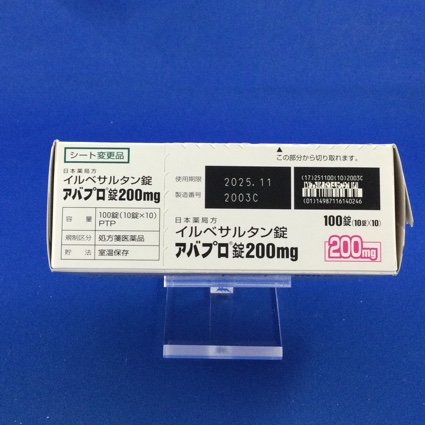 シート変更品
日本薬局方
イルベサルタン錠
アバプロ®錠200mg
容量 100錠(10錠×10)
PTP
規制区分 処方箋医薬品
貯法 室温保存
▲
この部分から切り取れます。
使用期限 2025.11
製造番号 2003C
(17)251100(10)2003C
(01)14987116140246
日本薬局方
イルベサルタン錠
アバプロ®錠200mg
100錠(10錠×10)
200mg